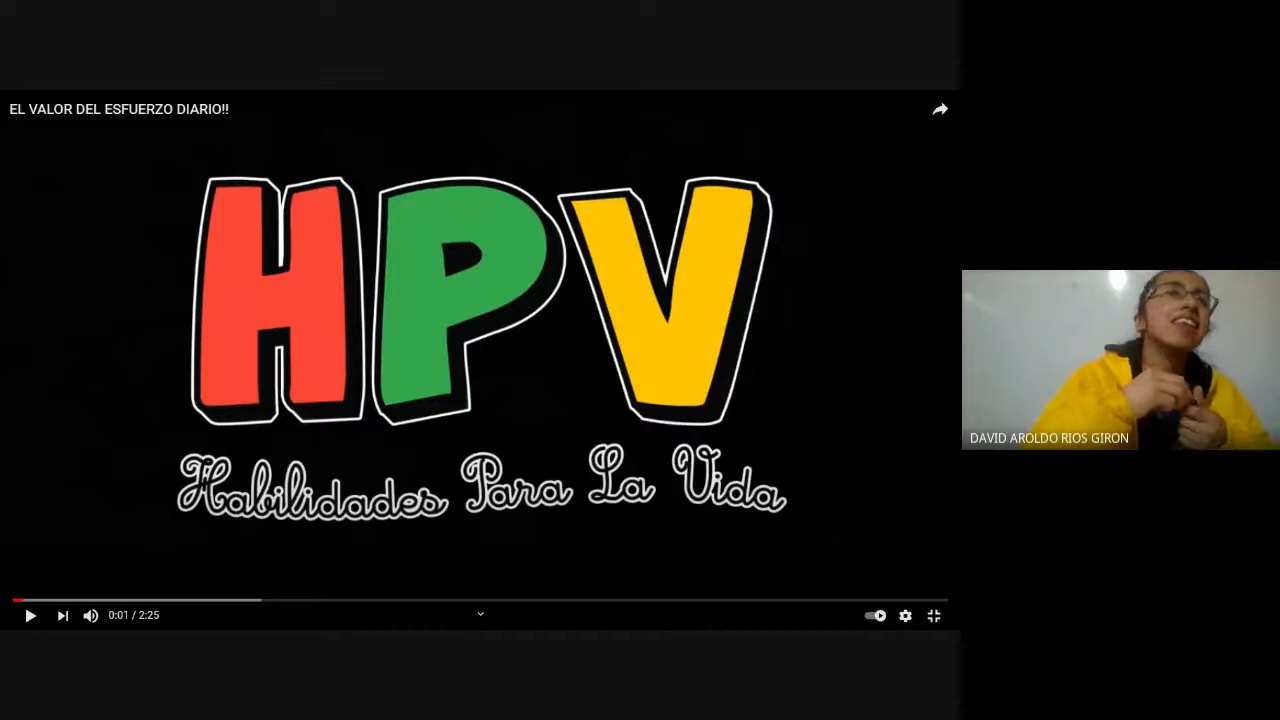 EL VALOR DEL ESFUERZO DIARIO!!
HPV
Habilidades Para La Vida
DAVID AROLDO RIOS GIRON
0:01 / 2:25